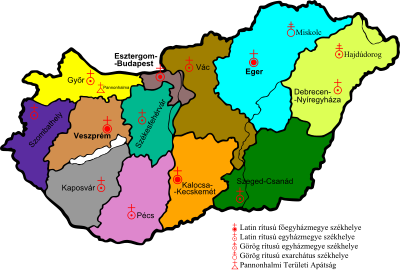 Esztergom-
-Budapest
Miskolc
Vác
Hajdúdorog
Győr
Eger
Pannonhalma
Debrecen-
-Nyíregyháza
Szombathely
Székesfehérvár
Veszprém
Szeged-Csanád
Kaposvár
Kalocsa-
-Kecskemét
Pécs
Latin rítusú főegyházmegye székhelye
Latin rítusú egyházmegye székhelye
Görög rítusú egyházmegye székhelye
Görög rítusú exarchátus székhelye
Pannonhalmi Területi Apátság